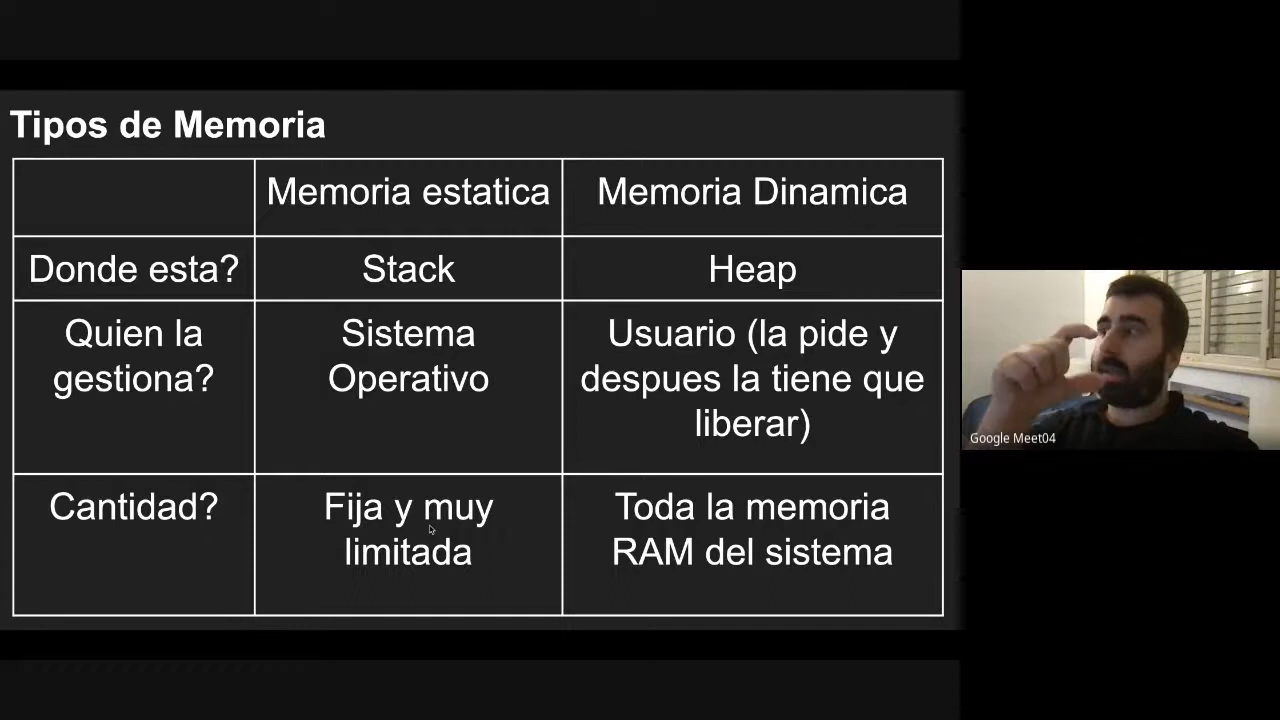 Tipos de Memoria
Memoria estatica
Memoria Dinamica
Donde esta?
Stack
Heap
Quien la
gestiona?
Sistema
Operativo
Usuario (la pide y
despues la tiene que
liberar)
Cantidad?
Fija y muy
limitada
Toda la memoria
RAM del sistema
Google Meet04